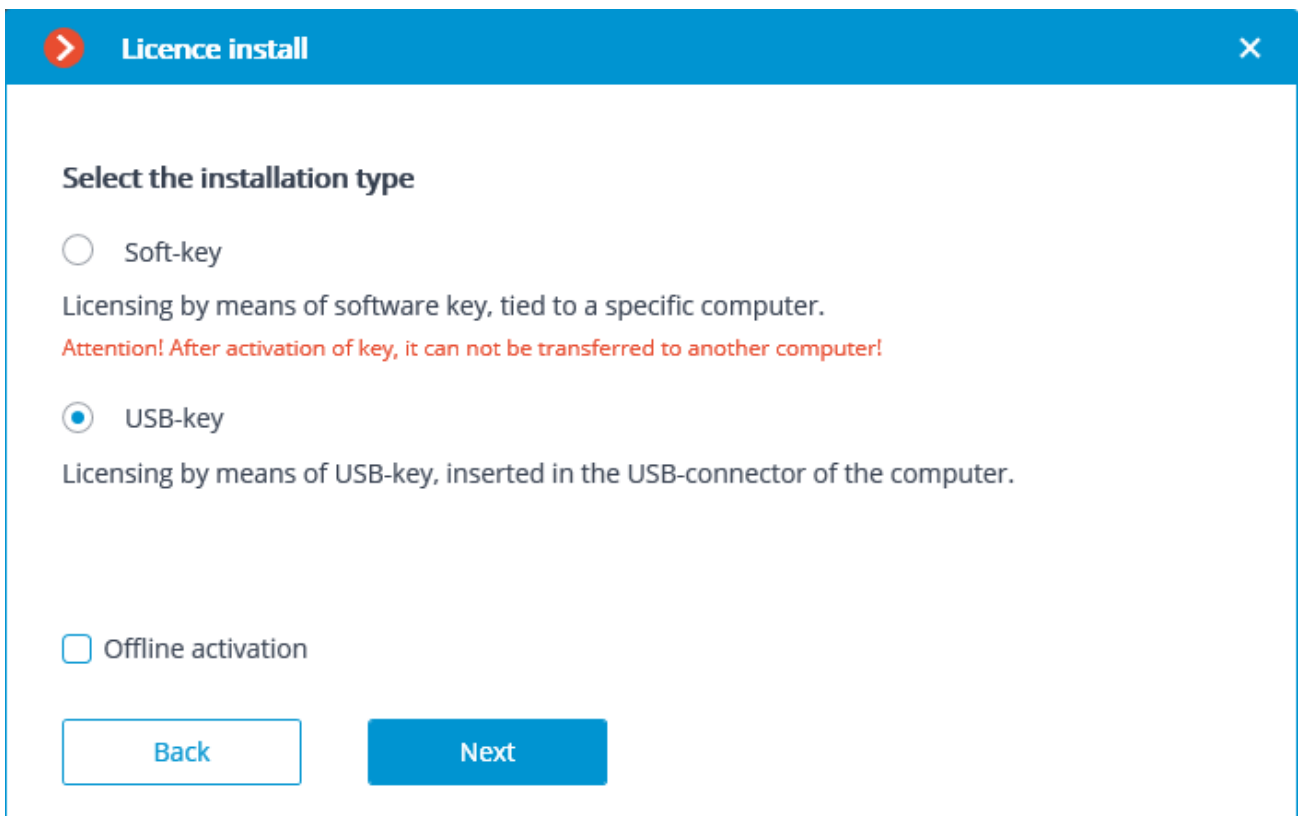 Licence install
Select the installation type
Soft-key
Licensing by means of software key, tied to a specific computer.
Attention! After activation of key, it can not be transferred to another computer!
USB-key
Licensing by means of USB-key, inserted in the USB-connector of the computer.
Offline activation
Back Next